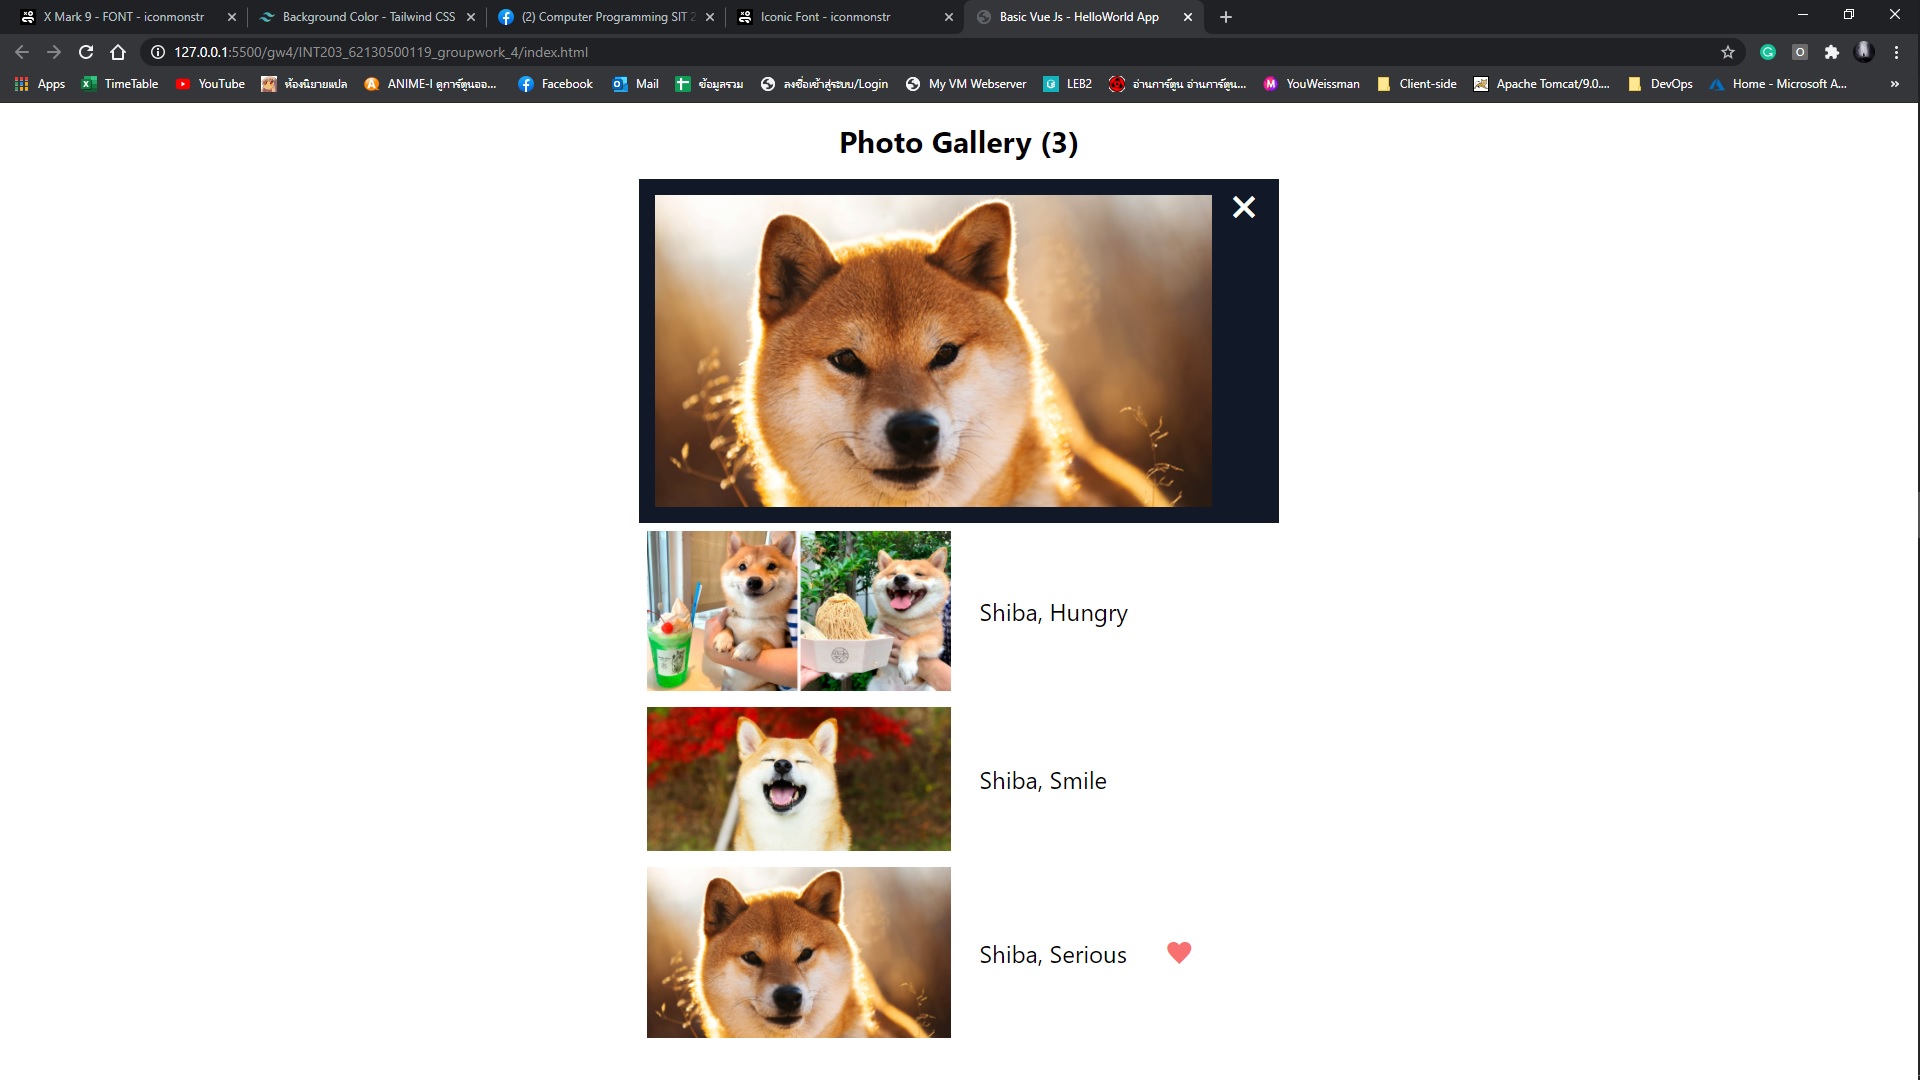 X Mark 9 - FONT - iconmonstr
Background Color - Tailwind CSS
(2) Computer Programming SIT 2
Iconic Font - iconmonstr
Basic Vue Js - HelloWorld App
127.0.0.1:5500/gw4/INT203_62130500119_groupwork_4/index.html
Apps
TimeTable
YouTube
ห้องนิยายแปล
ANIME-I ดูการ์ตูนออ...
Facebook
Mail
ข้อมูลรวม
ลงชื่อเข้าสู่ระบบ/Login
My VM Webserver
LEB2
อ่านการ์ตูน อ่านการ์ตูน...
YouWeissman
Client-side
Apache Tomcat/9.0....
DevOps
Home - Microsoft A...
Photo Gallery (3)
Shiba, Hungry
Shiba, Smile
Shiba, Serious